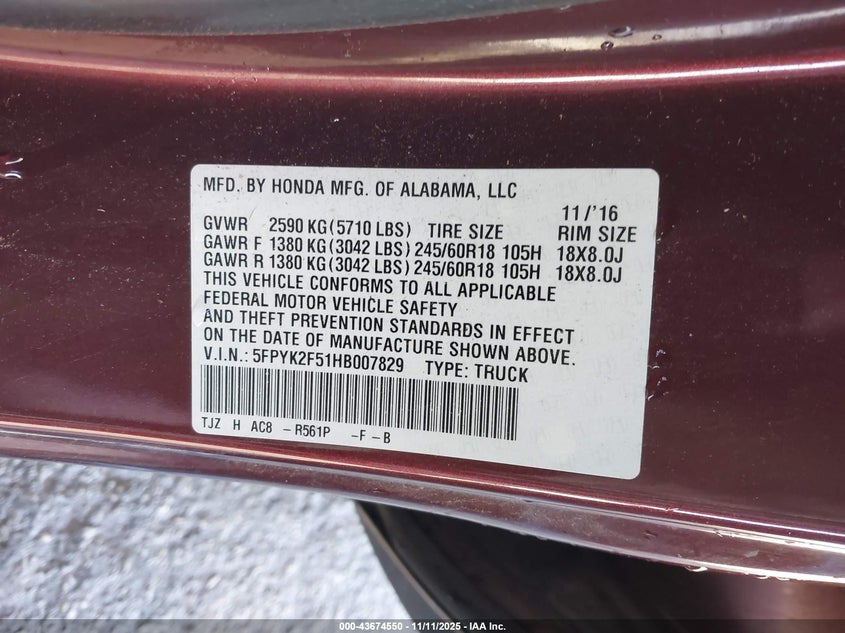 MFD. BY HONDA MFG. OF ALABAMA, LLC
11/'16
GVWR 2590 KG (5710 LBS) TIRE SIZE RIM SIZE
GAWR F 1380 KG (3042 LBS) 245/60R18 105H 18X8.0J
GAWR R 1380 KG (3042 LBS) 245/60R18 105H 18X8.0J
THIS VEHICLE CONFORMS TO ALL APPLICABLE
FEDERAL MOTOR VEHICLE SAFETY
AND THEFT PREVENTION STANDARDS IN EFFECT
ON THE DATE OF MANUFACTURE SHOWN ABOVE.
V.I.N.: 5FPYK2F51HB007829 TYPE: TRUCK
TJZ H AC8 - R561P - F - B
000-43674550 — 11/11/2025 — IAA Inc.